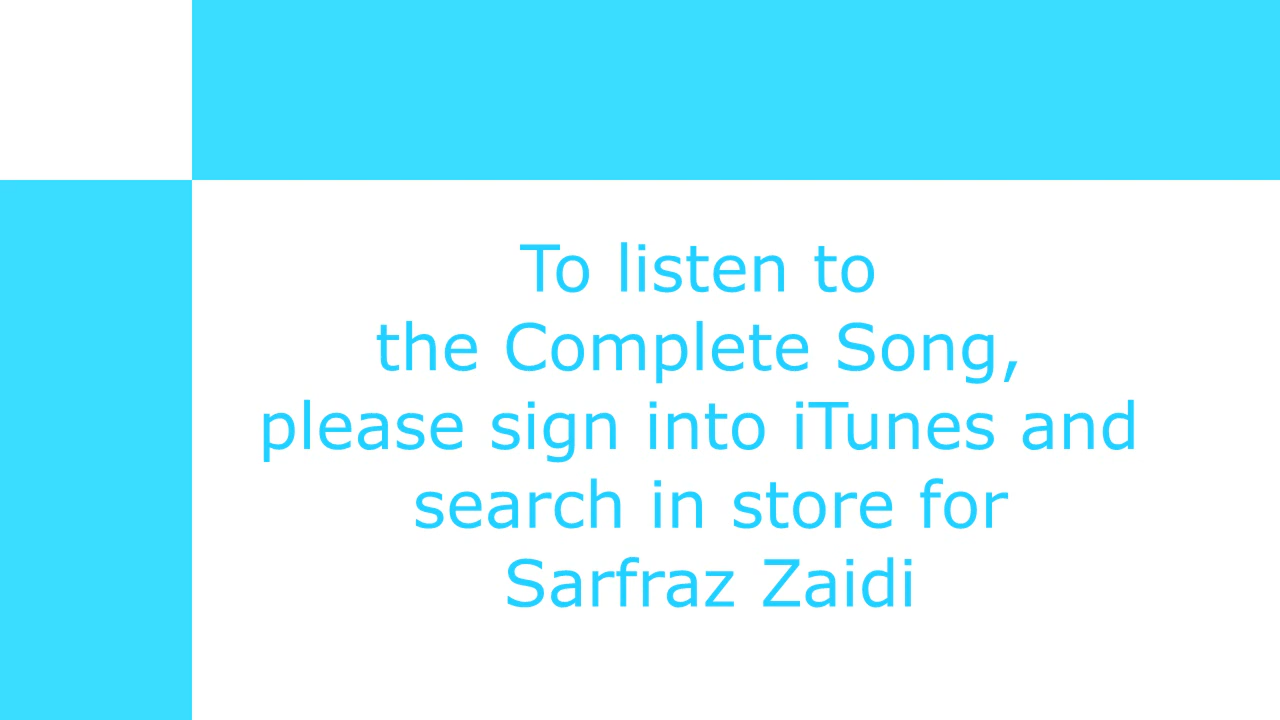 To listen to
the Complete Song,
please sign into iTunes and
search in store for
Sarfraz Zaidi